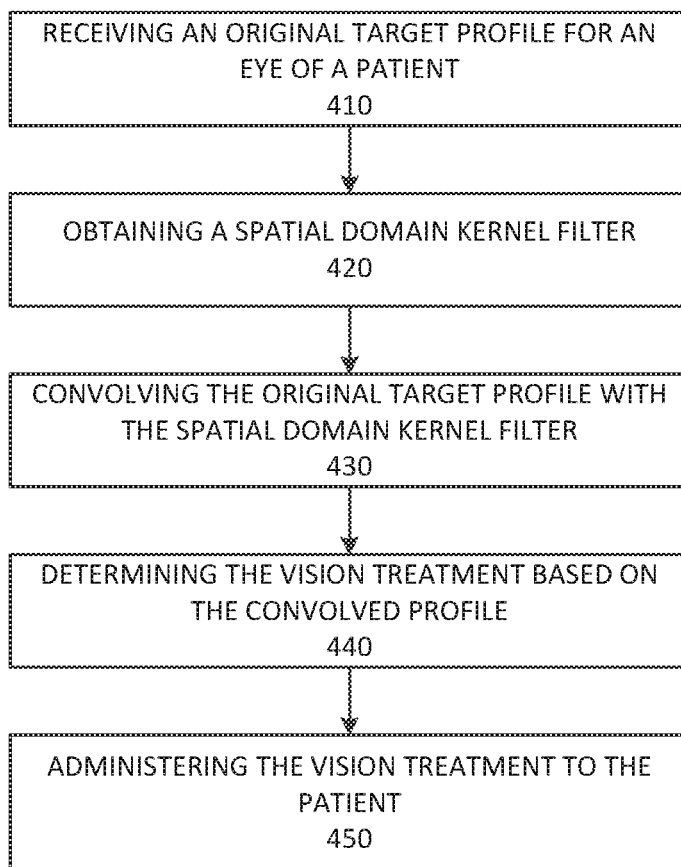 RECEIVING AN ORIGINAL TARGET PROFILE FOR AN
EYE OF A PATIENT
410
OBTAINING A SPATIAL DOMAIN KERNEL FILTER
420
CONVOLVING THE ORIGINAL TARGET PROFILE WITH
THE SPATIAL DOMAIN KERNEL FILTER
430
DETERMINING THE VISION TREATMENT BASED ON
THE CONVOLVED PROFILE
440
ADMINISTERING THE VISION TREATMENT TO THE
PATIENT
450